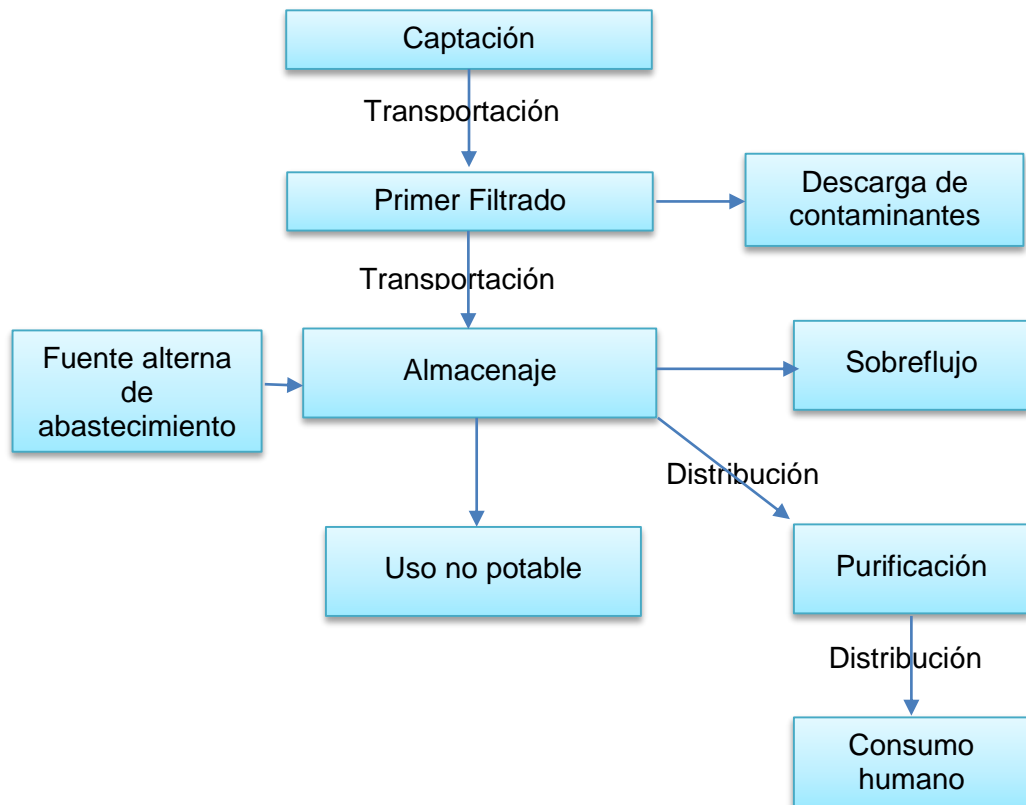 Captación
Transportación
Primer Filtrado
Descarga de
contaminantes
Transportación
Fuente alterna
de
abastecimiento
Almacenaje
Sobreflujo
Distribución
Uso no potable
Purificación
Distribución
Consumo
humano